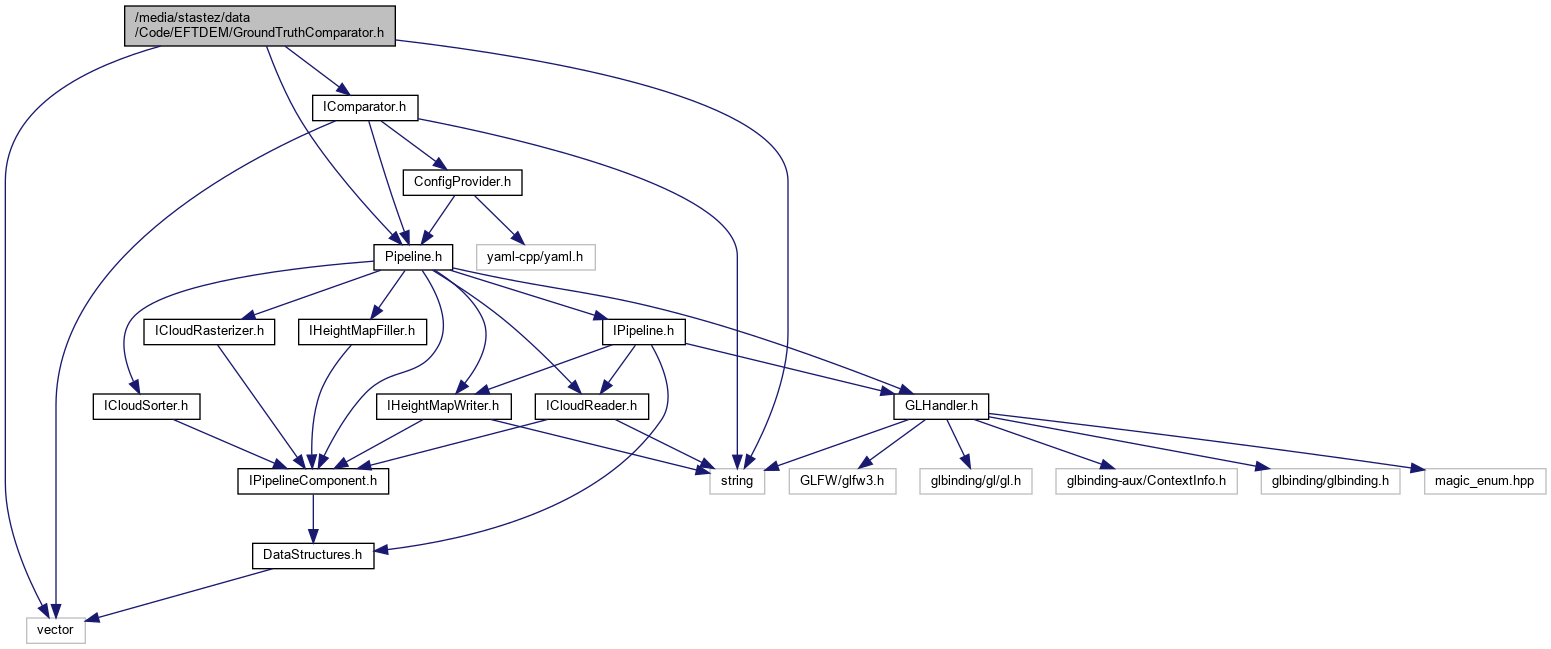 /media/stastez/data
/Code/EFTDEM/GroundTruthComparator.h
IComparator.h
ConfigProvider.h
Pipeline.h
yaml-cpp/yaml.h
ICloudRasterizer.h
IHeightMapFiller.h
IPipeline.h
ICloudSorter.h
IHeightMapWriter.h
ICloudReader.h
GLHandler.h
IPipelineComponent.h
string
GLFW/glfw3.h
glbinding/gl/gl.h
glbinding-aux/ContextInfo.h
glbinding/glbinding.h
magic_enum.hpp
DataStructures.h
vector